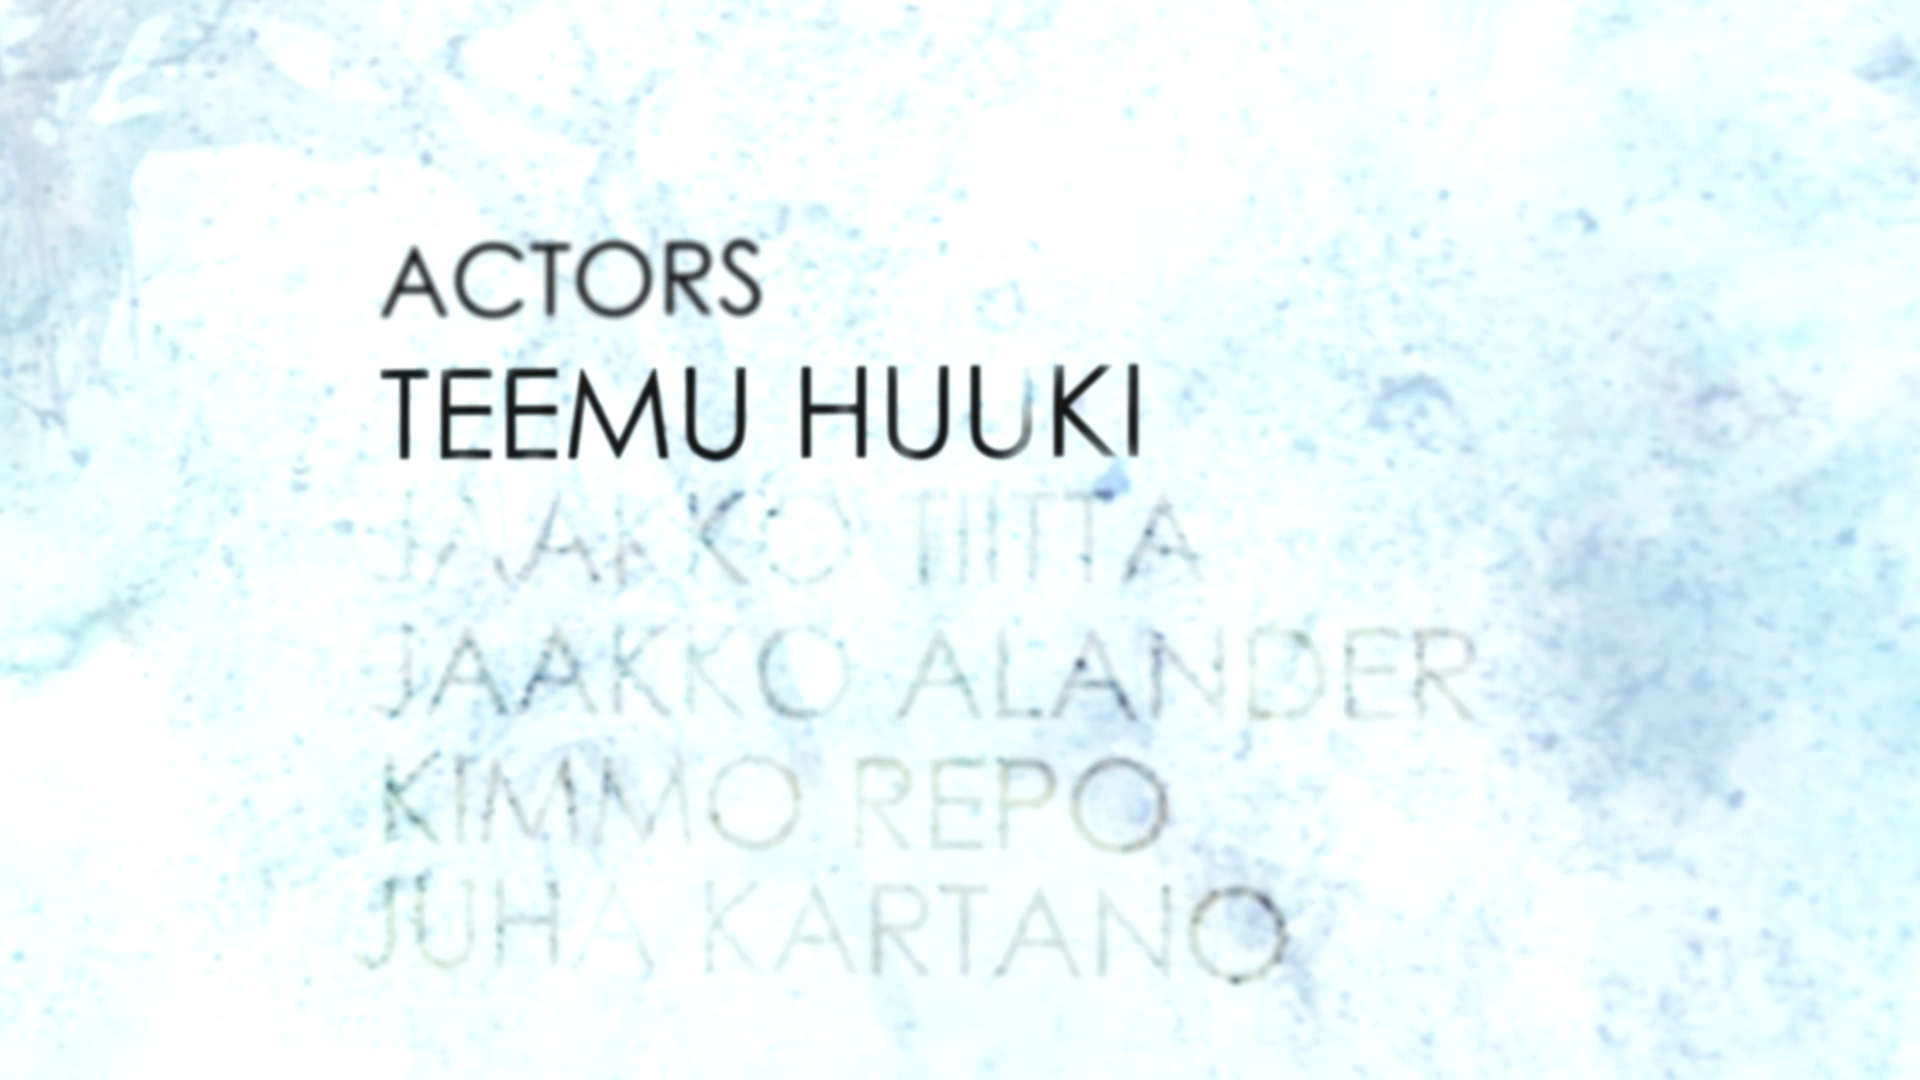 ACTORS
TEEMU HUUKI
JAAKKO TIITTA
JAAKKO ALANDER
KIMMO REPO
JUHA KARTANO